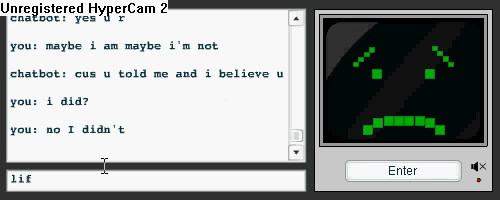 Unregistered HyperCam 2
chatbot: yes u r
you: maybe i am maybe i'm not
chatbot: cus u told me and i believe u
you: i did?
you: no I didn't
lif
Enter